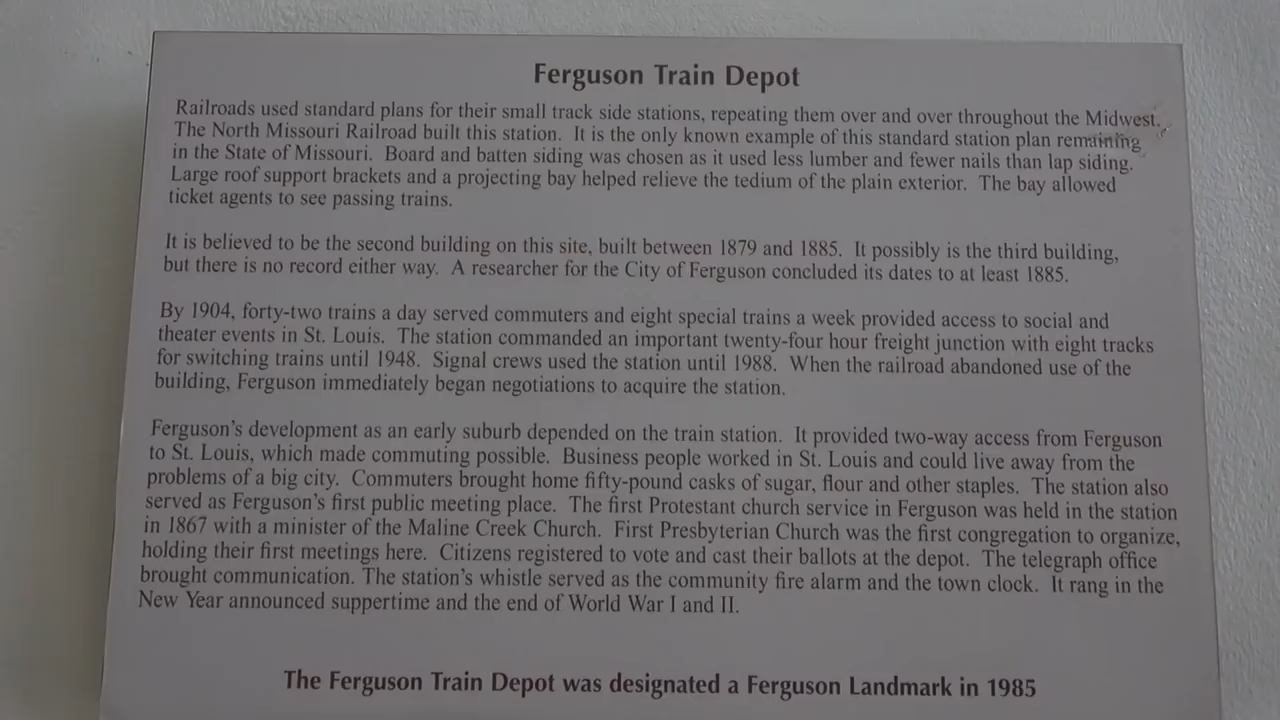 Ferguson Train Depot
Railroads used standard plans for their small track side stations, repeating them over and over throughout the Midwest.
The North Missouri Railroad built this station. It is the only known example of this standard station plan remaining
in the State of Missouri. Board and batten siding was chosen as it used less lumber and fewer nails than lap siding.
Large roof support brackets and a projecting bay helped relieve the tedium of the plain exterior. The bay allowed
ticket agents to see passing trains.
It is believed to be the second building on this site, built between 1879 and 1885. It possibly is the third building,
but there is no record either way. A researcher for the City of Ferguson concluded its dates to at least 1885.
By 1904, forty-two trains a day served commuters and eight special trains a week provided access to social and
theater events in St. Louis. The station commanded an important twenty-four hour freight junction with eight tracks
for switching trains until 1948. Signal crews used the station until 1988. When the railroad abandoned use of the
building, Ferguson immediately began negotiations to acquire the station.
Ferguson's development as an early suburb depended on the train station. It provided two-way access from Ferguson
to St. Louis, which made commuting possible. Business people worked in St. Louis and could live away from the
problems of a big city. Commuters brought home fifty-pound casks of sugar, flour and other staples. The station also
served as Ferguson's first public meeting place. The first Protestant church service in Ferguson was held in the station
in 1867 with a minister of the Maline Creek Church. First Presbyterian Church was the first congregation to organize,
holding their first meetings here. Citizens registered to vote and cast their ballots at the depot. The telegraph office
brought communication. The station's whistle served as the community fire alarm and the town clock. It rang in the
New Year announced suppertime and the end of World War I and II.
The Ferguson Train Depot was designated a Ferguson Landmark in 1985